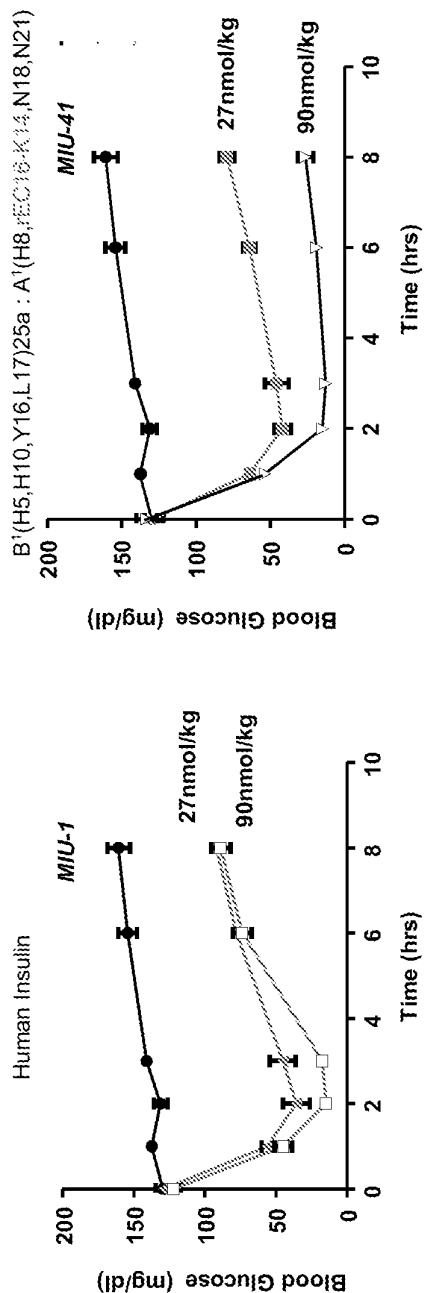 Human Insulin
MIU-1
200
150
100
50
0
Blood Glucose (mg/dl)
27nmol/kg
90nmol/kg
0 2 4 6 8 10
Time (hrs)
B¹(H5,H10,Y16,L17)25a : A¹(H8,rEC16-K14,N18,N21)
MIU-41
200
150
100
50
0
Blood Glucose (mg/dl)
27nmol/kg
90nmol/kg
0 2 4 6 8 10
Time (hrs)